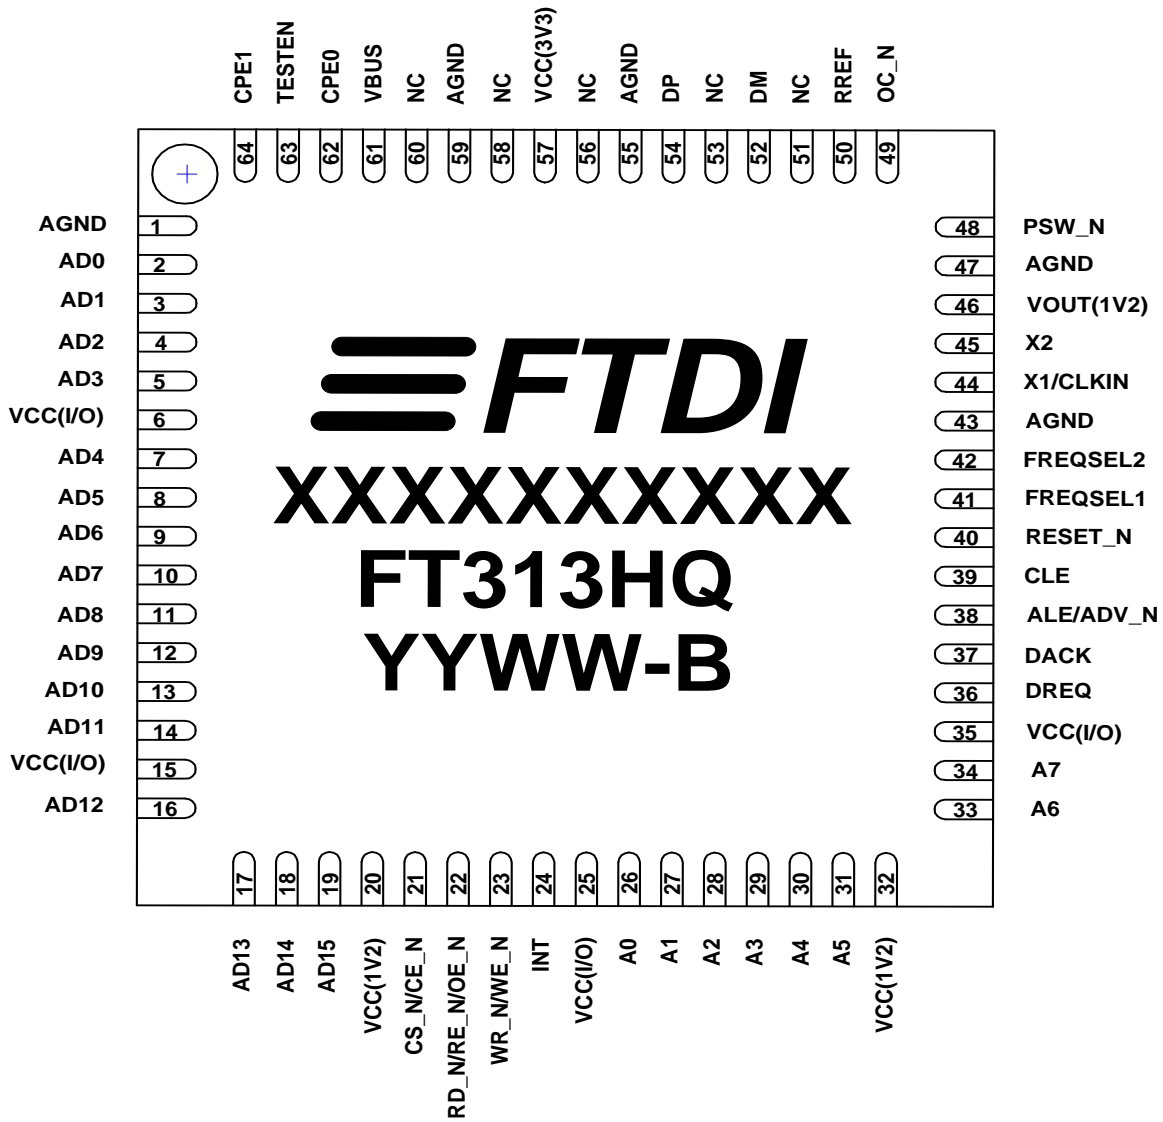 CPE1 TESTEN CPE0 VBUS NC AGND NC VCC(3V3) NC AGND DP NC DM NC RREF OC_N
64 63 62 61 60 59 58 57 56 55 54 53 52 51 50 49
AGND 1 48 PSW_N
AD0 2 47 AGND
AD1 3 46 VOUT(1V2)
AD2 4 45 X2
AD3 5 44 X1/CLKIN
VCC(I/O) 6 43 AGND
AD4 7 42 FREQSEL2
AD5 8 41 FREQSEL1
AD6 9 40 RESET_N
AD7 10 39 CLE
AD8 11 38 ALE/ADV_N
AD9 12 37 DACK
AD10 13 36 DREQ
AD11 14 35 VCC(I/O)
VCC(I/O) 15 34 A7
AD12 16 33 A6
FTDI
XXXXXXXXXX
FT313HQ
YYWW-B
17 18 19 20 21 22 23 24 25 26 27 28 29 30 31 32
AD13 AD14 AD15 VCC(1V2) CS_N/CE_N RD_N/RE_N/OE_N WR_N/WE_N INT VCC(I/O) A0 A1 A2 A3 A4 A5 VCC(1V2)